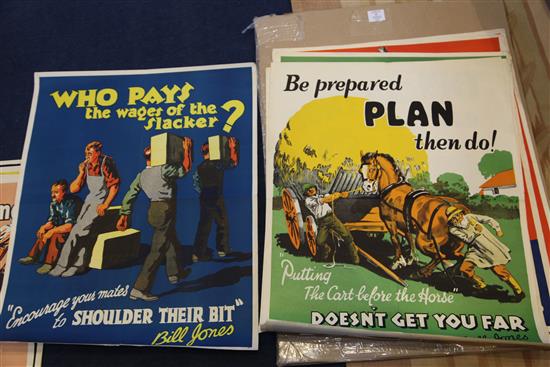 WHO PAYS
the wages of the
slacker?
"Encourage your mates
to SHOULDER THEIR BIT"
Bill Jones
Be prepared
PLAN
then do!
"Putting
The Cart before the Horse"
DOESN'T GET YOU FAR
Jones